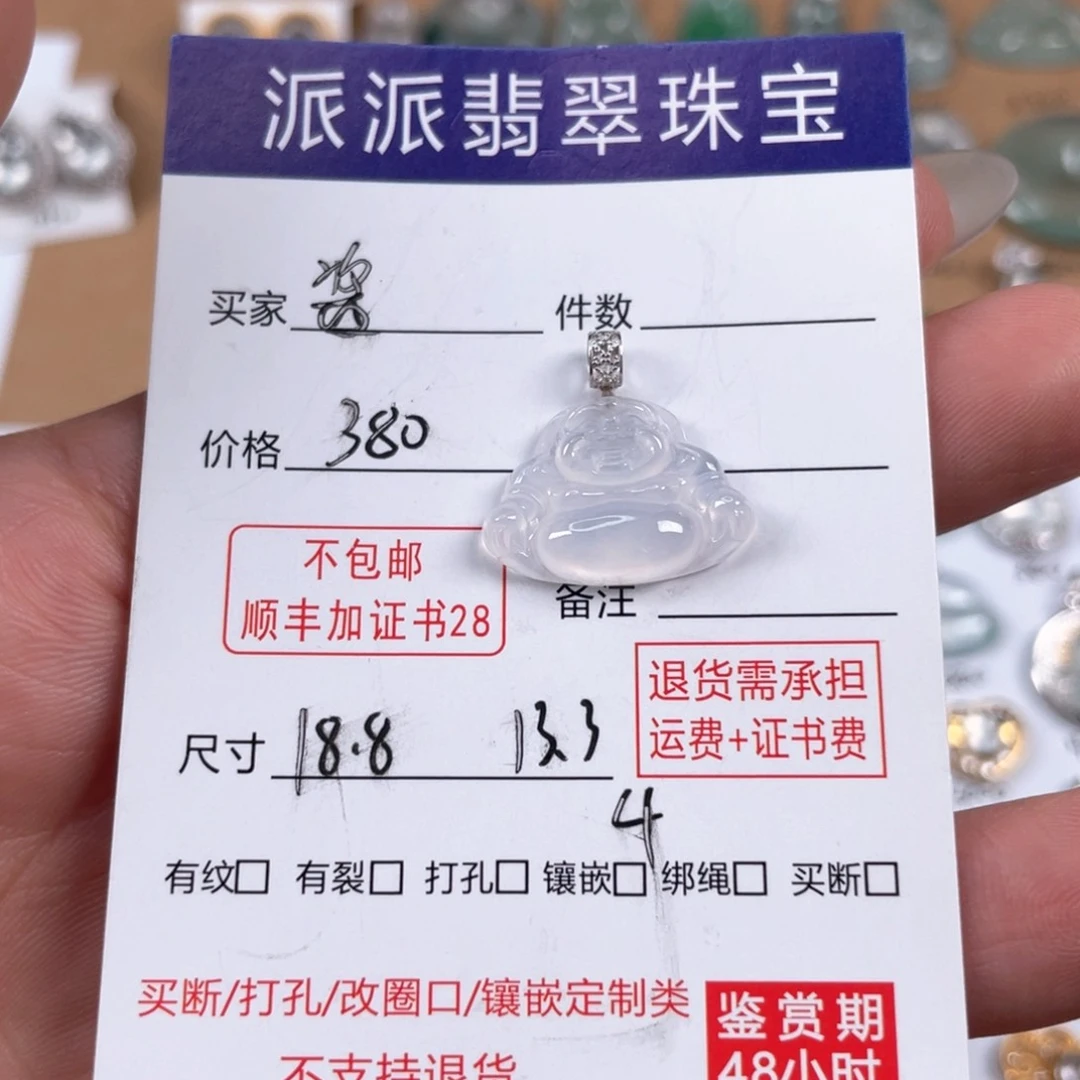 派派翡翠珠宝
买家 件数
价格 380
不包邮
顺丰加证书28
备注
退货需承担
运费+证书费
尺寸 18.8 13.3
4
有纹□ 有裂□ 打孔□ 镶嵌□ 绑绳□ 买断□
买断/打孔/改圈口/镶嵌定制类
不支持退货
鉴赏期
48小时